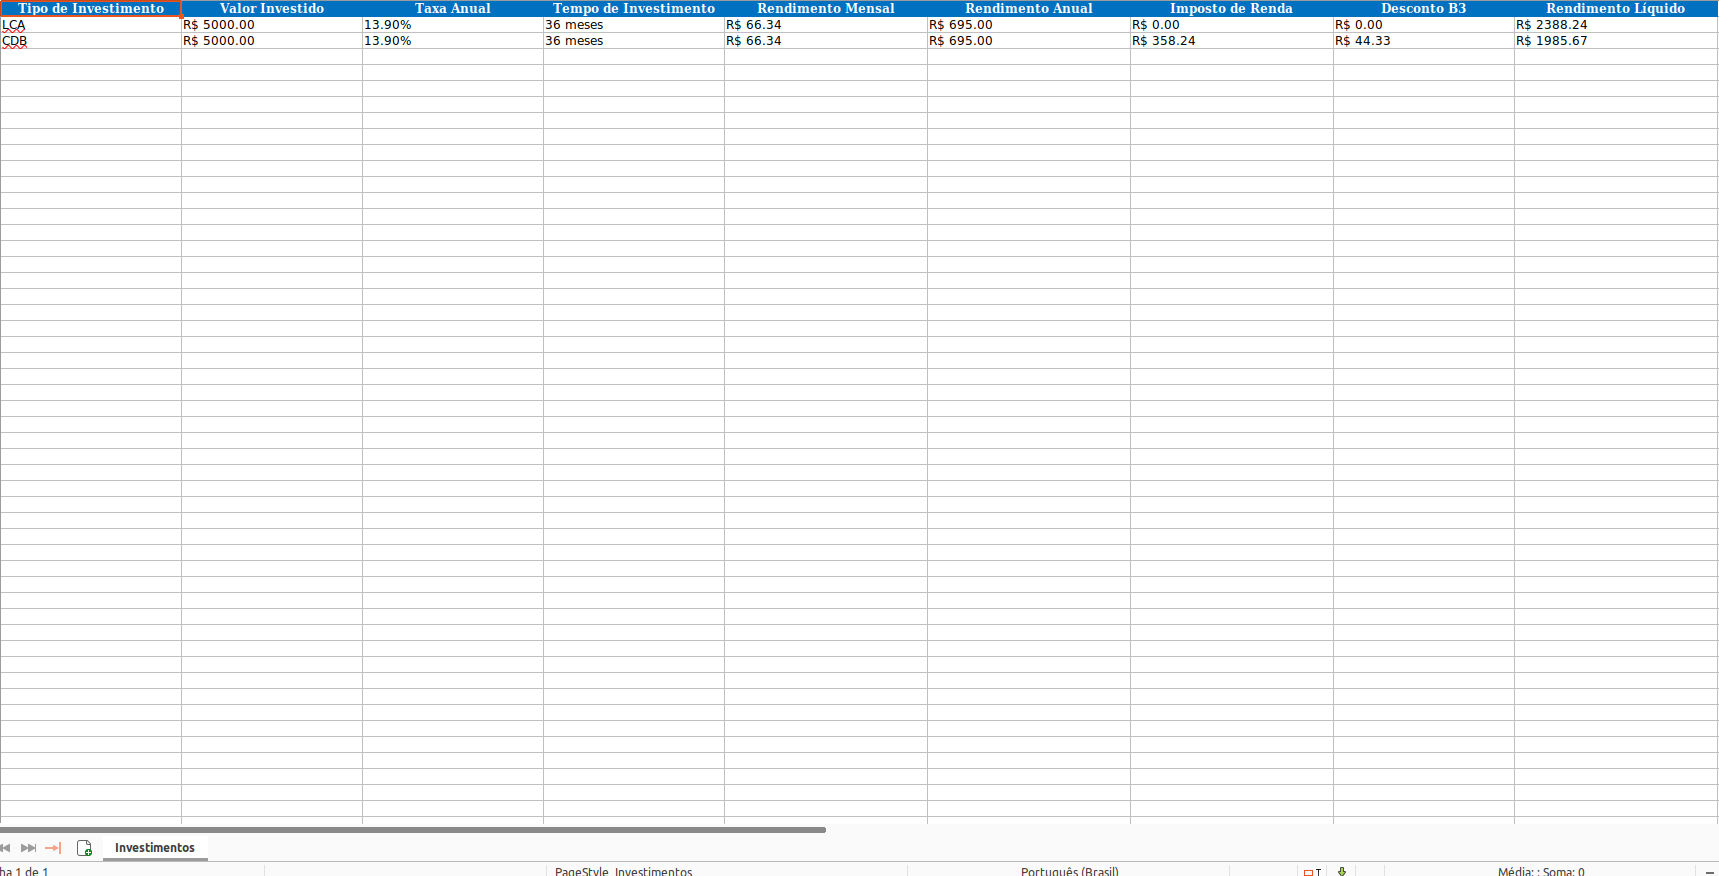 Tipo de Investimento Valor Investido Taxa Anual Tempo de Investimento Rendimento Mensal Rendimento Anual Imposto de Renda Desconto B3 Rendimento Líquido
LCA R$ 5000.00 13.90% 36 meses R$ 66.34 R$ 695.00 R$ 0.00 R$ 0.00 R$ 2388.24
CDB R$ 5000.00 13.90% 36 meses R$ 66.34 R$ 695.00 R$ 358.24 R$ 44.33 R$ 1985.67
Investimentos
ha 1 de 1 PageStyle_Investimentos Português (Brasil) Média: ; Soma: 0